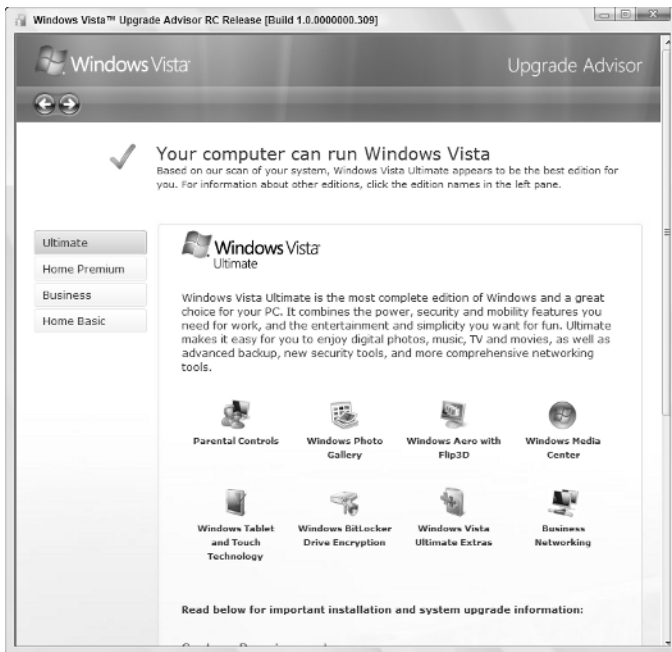 Windows Vista™ Upgrade Advisor RC Release [Build 1.0.0000000.309]
Windows Vista™
Upgrade Advisor
Your computer can run Windows Vista
Based on our scan of your system, Windows Vista Ultimate appears to be the best edition for
you. For information about other editions, click the edition names in the left pane.
Ultimate
Home Premium
Business
Home Basic
Windows Vista™
Ultimate
Windows Vista Ultimate is the most complete edition of Windows and a great
choice for your PC. It combines the power, security and mobility features you
need for work, and the entertainment and simplicity you want for fun. Ultimate
makes it easy for you to enjoy digital photos, music, TV and movies, as well as
advanced backup, new security tools, and more comprehensive networking
tools.
Parental Controls
Windows Photo
Gallery
Windows Aero with
Flip3D
Windows Media
Center
Windows Tablet
and Touch
Technology
Windows BitLocker
Drive Encryption
Windows Vista
Ultimate Extras
Business
Networking
Read below for important installation and system upgrade information: